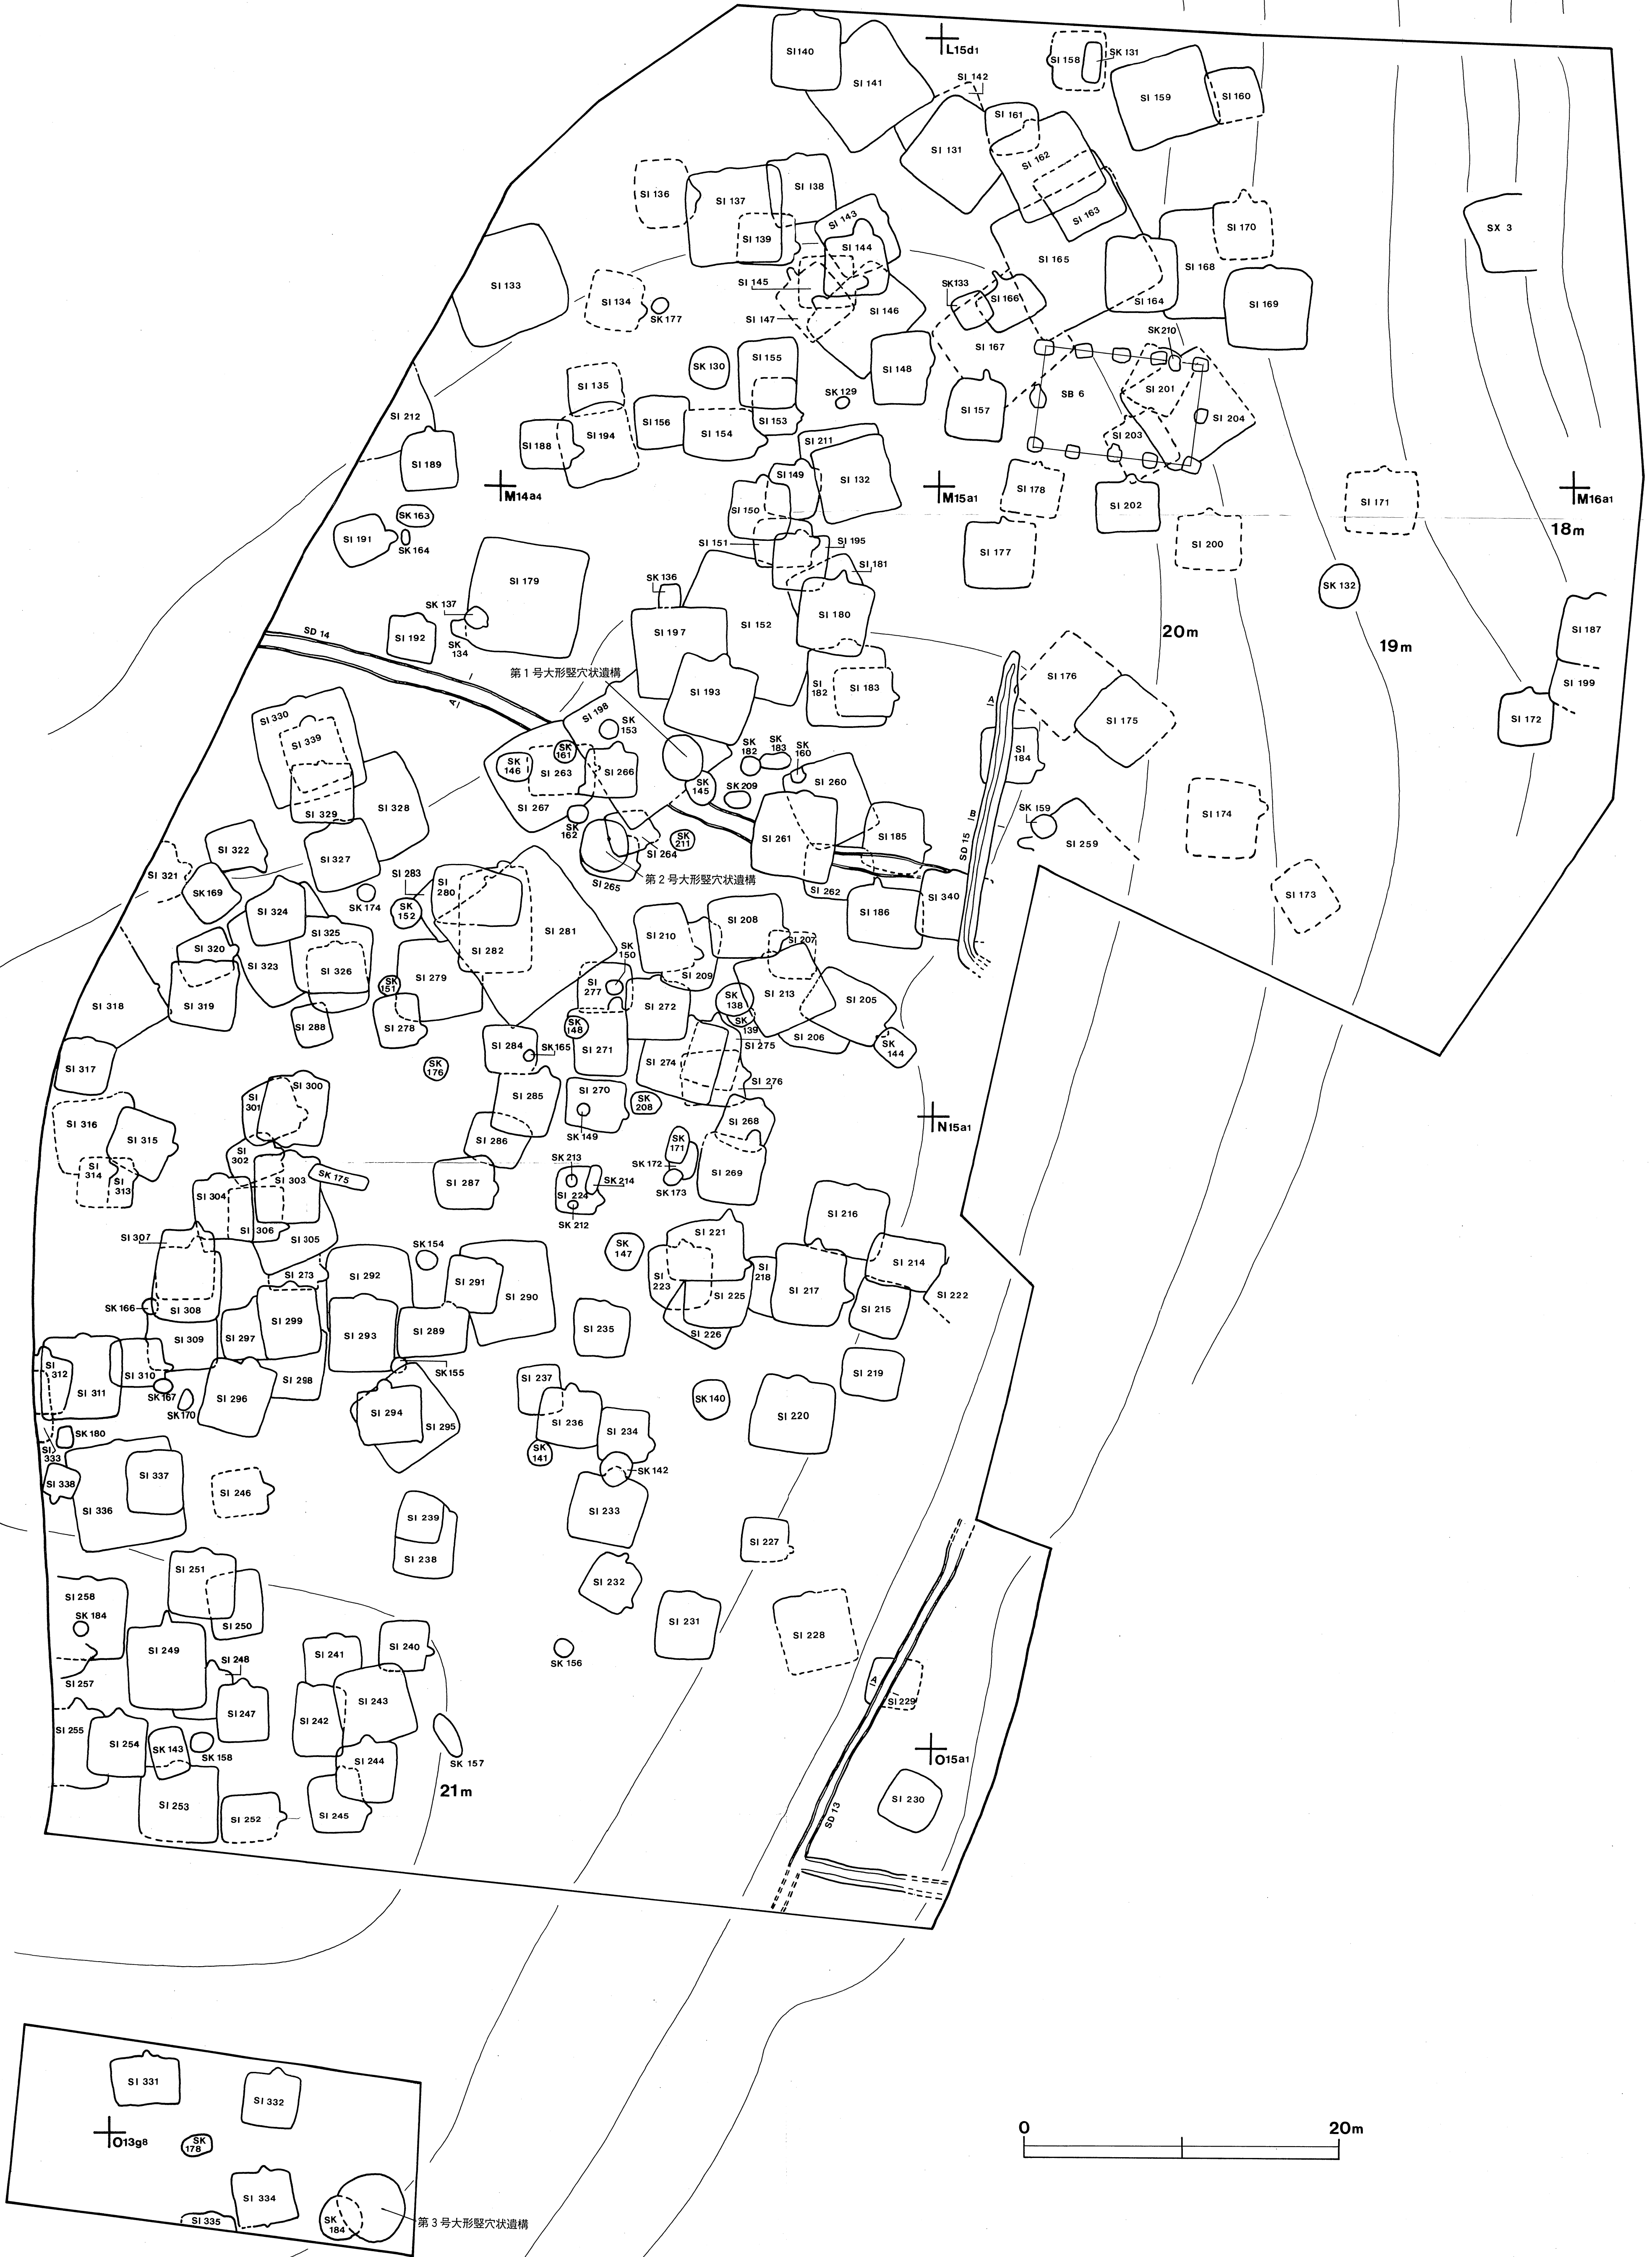 SI 140
L15d1
SI 158
SK 131
SI 141
SI 142
SI 159
SI 160
SI 161
SI 131
SI 162
SI 136
SI 137
SI 138
SI 143
SI 163
SI 170
SX 3
SI 139
SI 144
SI 165
SI 168
SI 133
SI 134
SK 177
SI 145
SI 146
SK133
SI 166
SI 164
SI 169
SI 147
SI 167
SK 210
SI 155
SK 130
SI 148
SI 135
SI 201
SB 6
SK 129
SI 212
SI 156
SI 153
SI 157
SI 204
SI 188
SI 194
SI 154
SI 203
SI 211
SI 189
SI 149
SI 132
M14a4
M15a1
SI 178
SI 171
M16a1
SI 150
SI 202
SK 163
18m
SI 191
SK 164
SI 151
SI 195
SI 177
SI 200
SI 181
SI 179
SK 136
SK 132
SK 137
SI 180
SI 192
SK 134
SI 197
SI 152
20m
SI 187
SD 14
19m
第1号大形竪穴状遺構
SI 176
SI 193
SI 182
SI 183
SI 199
A
A
SI 198
SK 153
SI 175
SI 172
SI 330
SI 339
SK 161
SK 182
SK 183
SK 160
SI 184
SK 146
SI 263
SI 266
SI 260
SK 145
SK 209
SI 328
SI 267
SK 159
SI 329
SI 174
B
SK 162
SK 211
SI 261
SI 185
SD 15
SI 259
SI 322
SI 327
SI 264
SI 321
SK 169
SI 265
第2号大形竪穴状遺構
SI 283
SI 280
SK 174
SI 262
SI 340
SI 173
SI 324
SK 152
SI 186
SI 325
SI 281
SI 210
SI 208
SI 320
SI 282
SK 150
SI 207
SI 323
SI 326
SI 279
SI 209
SK 151
SI 277
SI 213
SI 205
SI 318
SI 319
SI 272
SK 138
SI 288
SI 278
SK 148
SK 139
SI 206
SI 284
SK 165
SI 271
SI 275
SK 144
SI 317
SK 176
SI 274
SI 276
SI 300
SI 301
SI 285
SI 270
SK 208
SI 316
SK 149
SI 268
N15a1
SI 315
SI 286
SK 171
SI 302
SK 213
SK 172
SI 314
SI 313
SI 303
SK 175
SI 287
SI 224
SK 214
SK 173
SI 269
SI 304
SK 212
SI 306
SI 216
SI 307
SI 305
SK 154
SK 147
SI 221
SI 273
SI 292
SI 291
SI 223
SI 218
SI 214
SK 166
SI 308
SI 290
SI 225
SI 217
SI 222
SI 299
SI 215
SI 309
SI 297
SI 293
SI 289
SI 235
SI 226
SI 312
SI 310
SI 298
SK 155
SI 219
SI 311
SK 167
SI 296
SI 237
SK 170
SI 294
SI 295
SK 140
SI 220
SI 236
SI 234
SK 180
SI 333
SK 141
SK 142
SI 338
SI 337
SI 246
SI 336
SI 239
SI 233
SI 227
SI 238
SI 251
SI 232
SI 258
SK 184
SI 250
SI 231
SI 228
SI 249
SI 248
SI 241
SI 240
SK 156
SI 257
A
SI 229
SI 243
SI 255
SI 247
SI 242
SI 254
SK 143
SK 158
SI 244
SK 157
O15a1
21m
SI 253
SI 252
SI 245
SI 230
SD 13
SI 331
SI 332
O13g8
SK 178
0
20m
SI 334
SI 335
SK 184
第3号大形竪穴状遺構